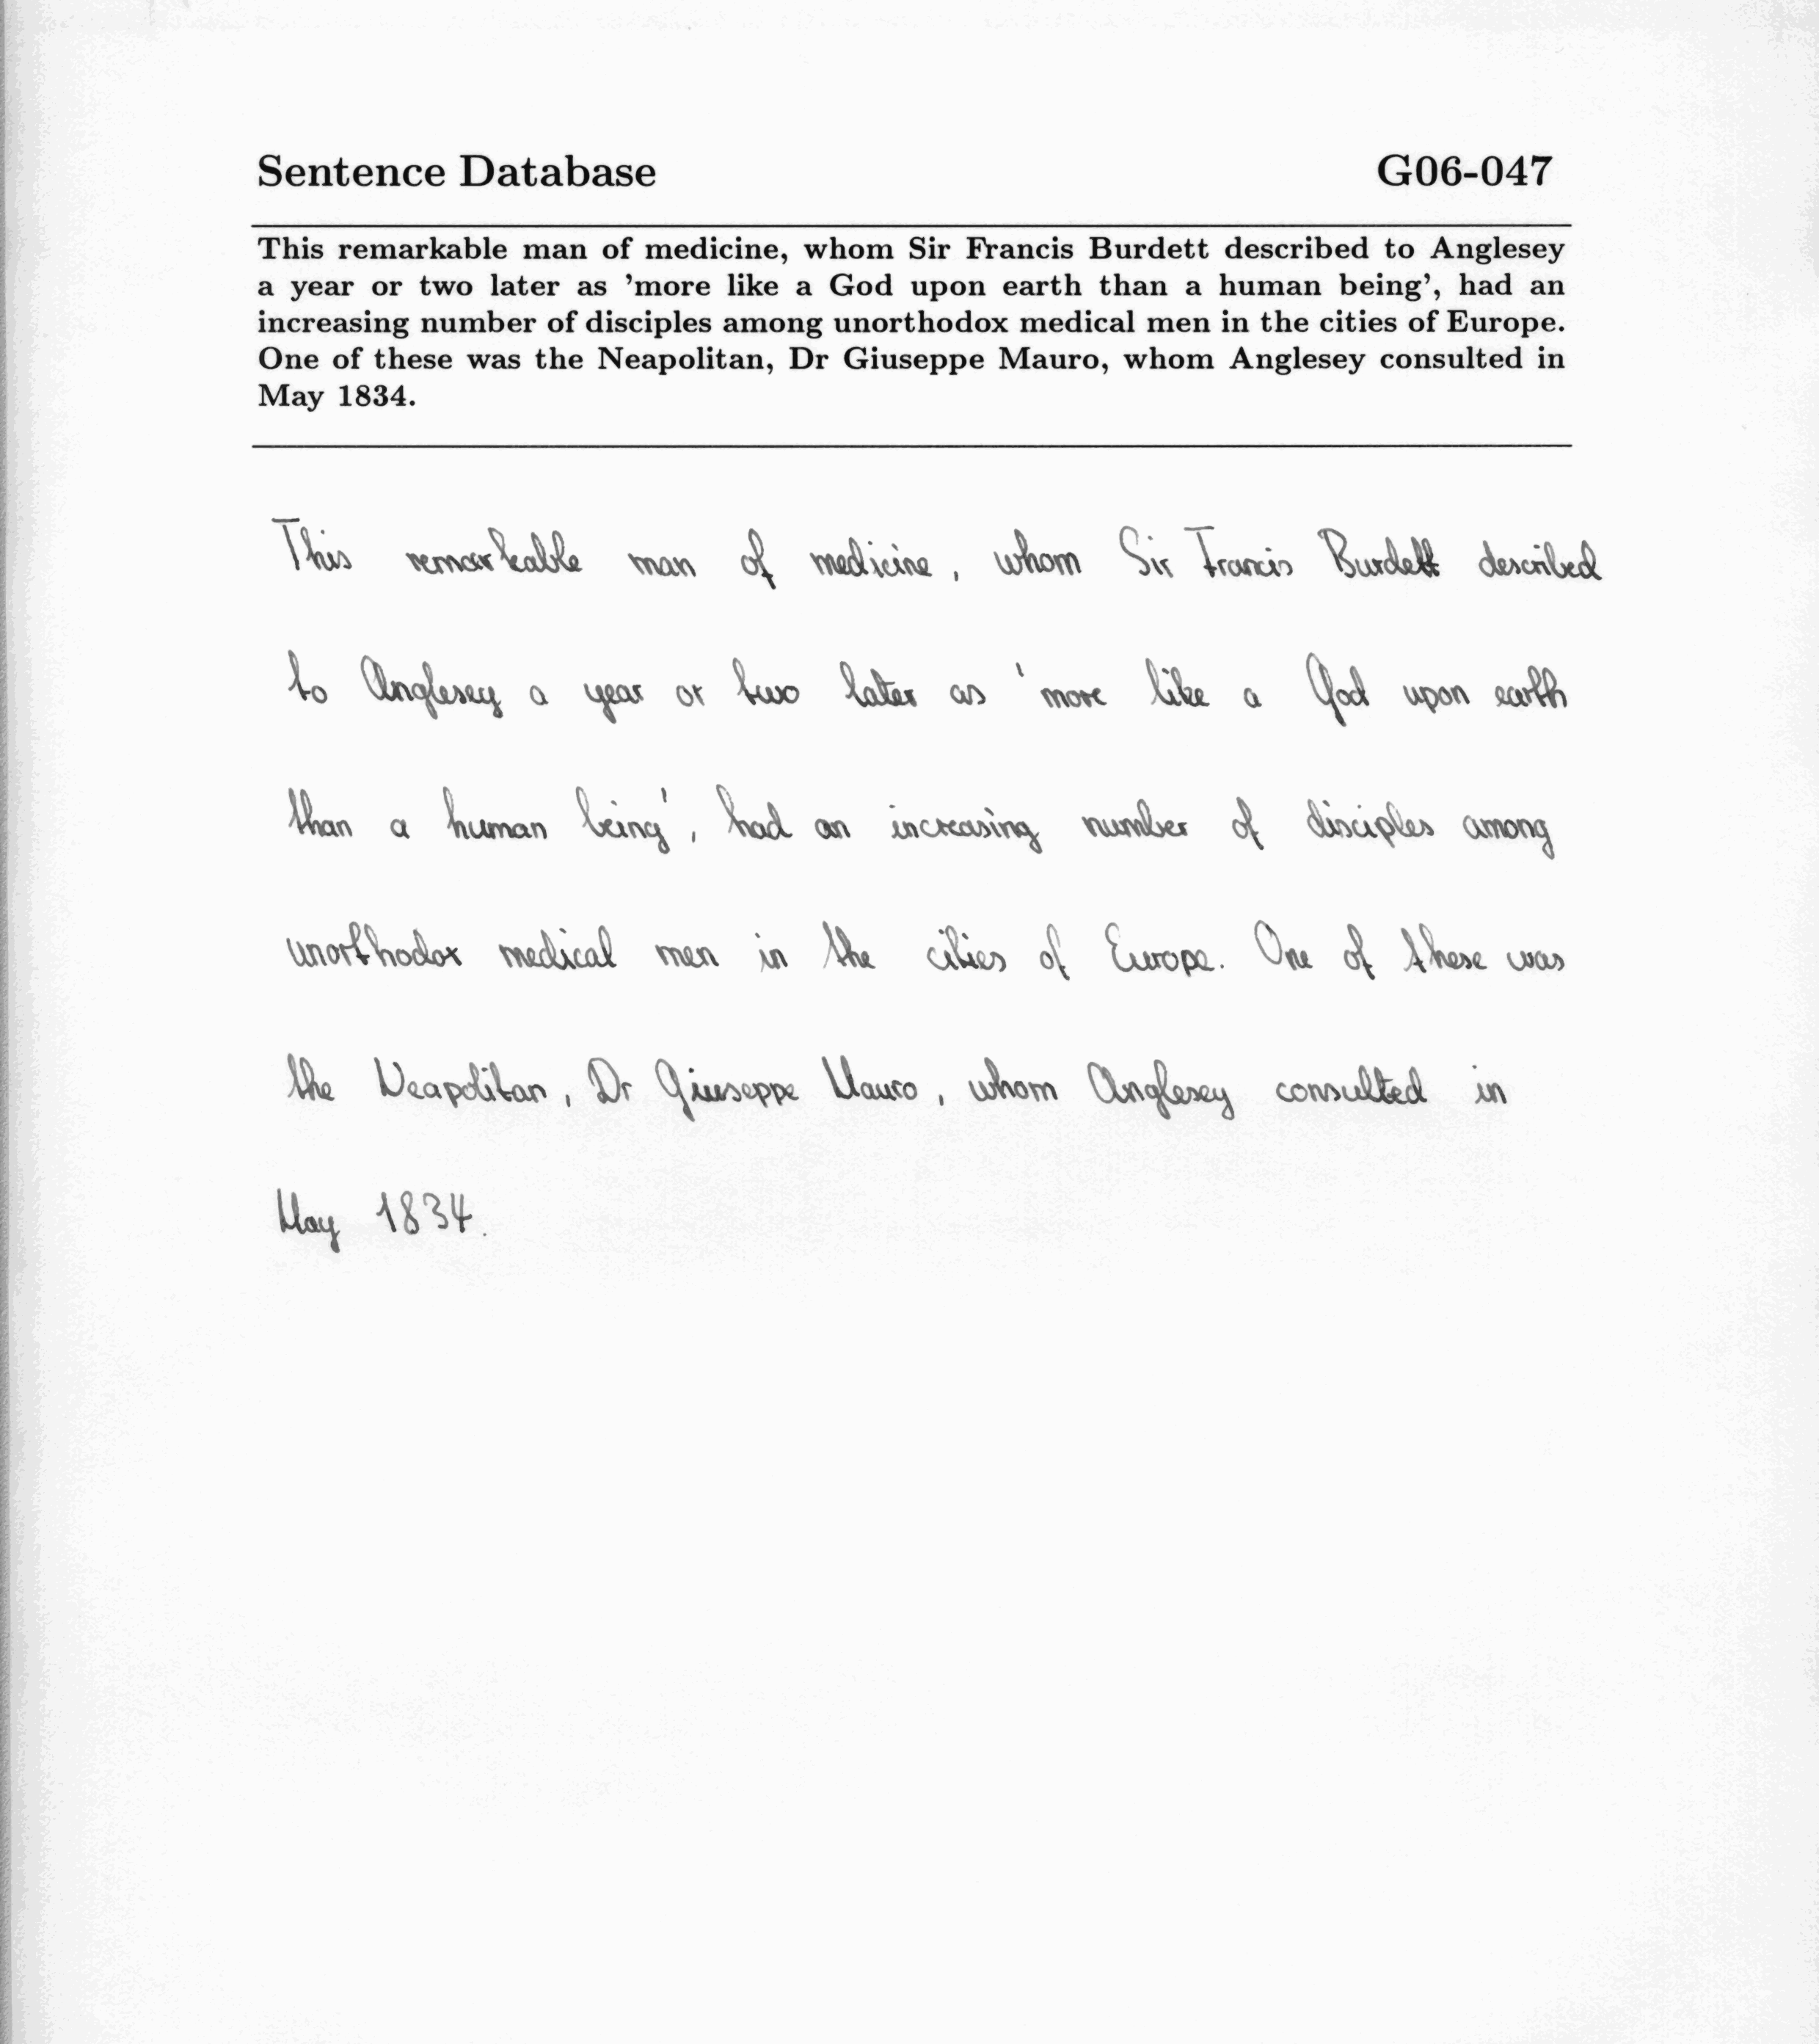 Sentence Database G06-047
This remarkable man of medicine, whom Sir Francis Burdett described to Anglesey
a year or two later as 'more like a God upon earth than a human being', had an
increasing number of disciples among unorthodox medical men in the cities of Europe.
One of these was the Neapolitan, Dr Giuseppe Mauro, whom Anglesey consulted in
May 1834.
This remarkable man of medicine, whom Sir Francis Burdett described
to Anglesey a year or two later as 'more like a God upon earth
than a human being', had an increasing number of disciples among
unorthodox medical men in the cities of Europe. One of these was
the Neapolitan, Dr Giuseppe Mauro, whom Anglesey consulted in
May 1834.